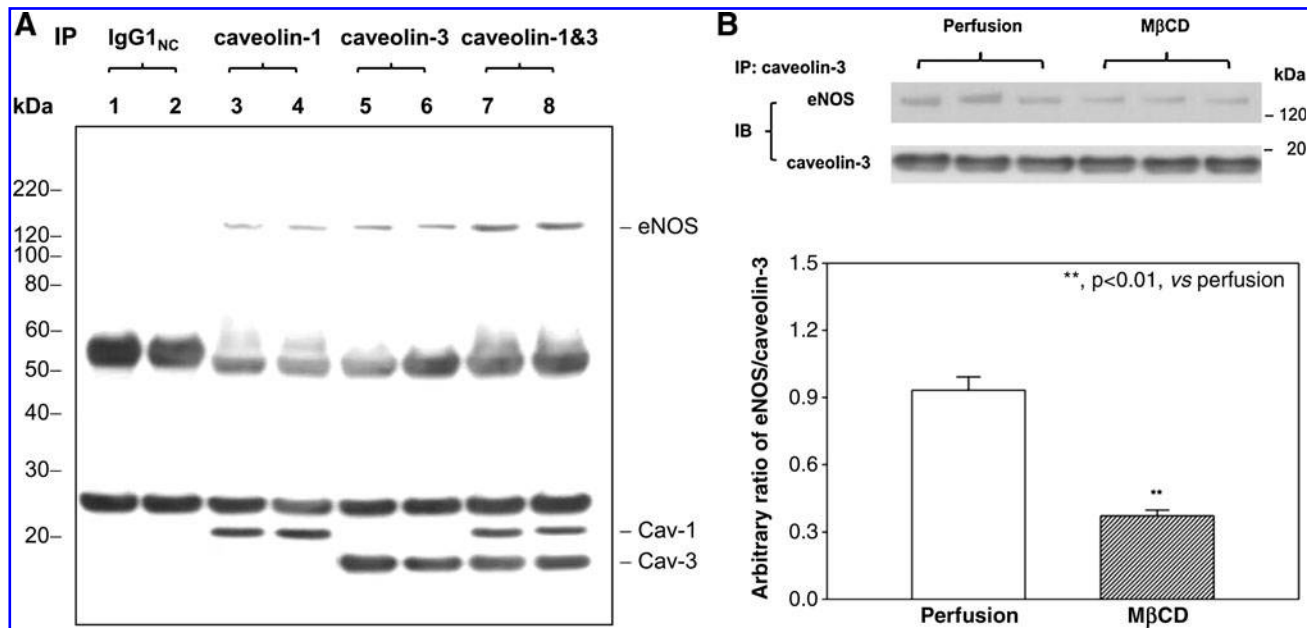 A IP IgG1NC caveolin-1 caveolin-3 caveolin-1&3
kDa 1 2 3 4 5 6 7 8
220–
120–
100–
80–
60–
50–
40–
30–
20–
– eNOS
– Cav-1
– Cav-3
B
Perfusion MβCD
IP: caveolin-3
kDa
eNOS
– 120
IB
– 20
caveolin-3
Arbitrary ratio of eNOS/caveolin-3
1.5
1.2
0.9
0.6
0.3
0.0
**, p<0.01, vs perfusion
**
Perfusion MβCD